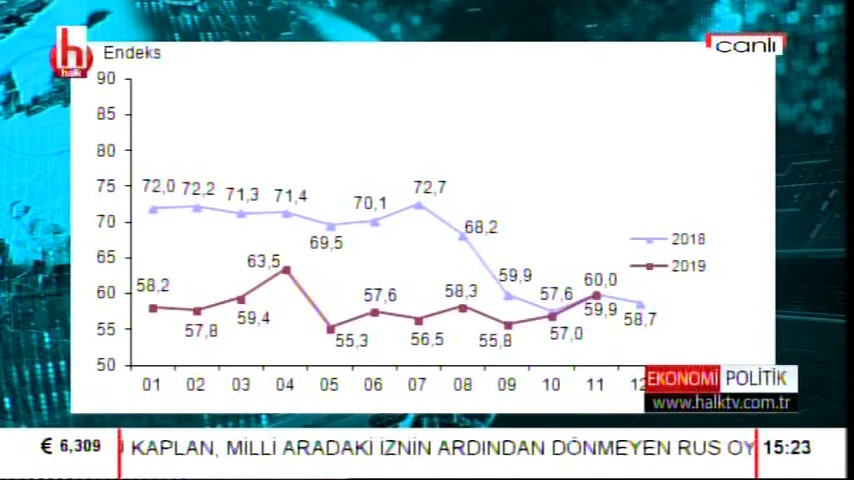 h
halk
Endeks
canlı
90
85
80
75
70
65
60
55
50
72,0 72,2 71,3 71,4 69,5 70,1 72,7 68,2 59,9 57,6 59,9 58,7
58,2 57,8 59,4 63,5 55,3 57,6 56,5 58,3 55,8 57,0 60,0
2018
2019
01 02 03 04 05 06 07 08 09 10 11 12
EKONOMİ POLİTİK
www.halktv.com.tr
€ 6,309 KAPLAN, MİLLİ ARADAKİ İZNİN ARDINDAN DÖNMEYEN RUS OY 15:23